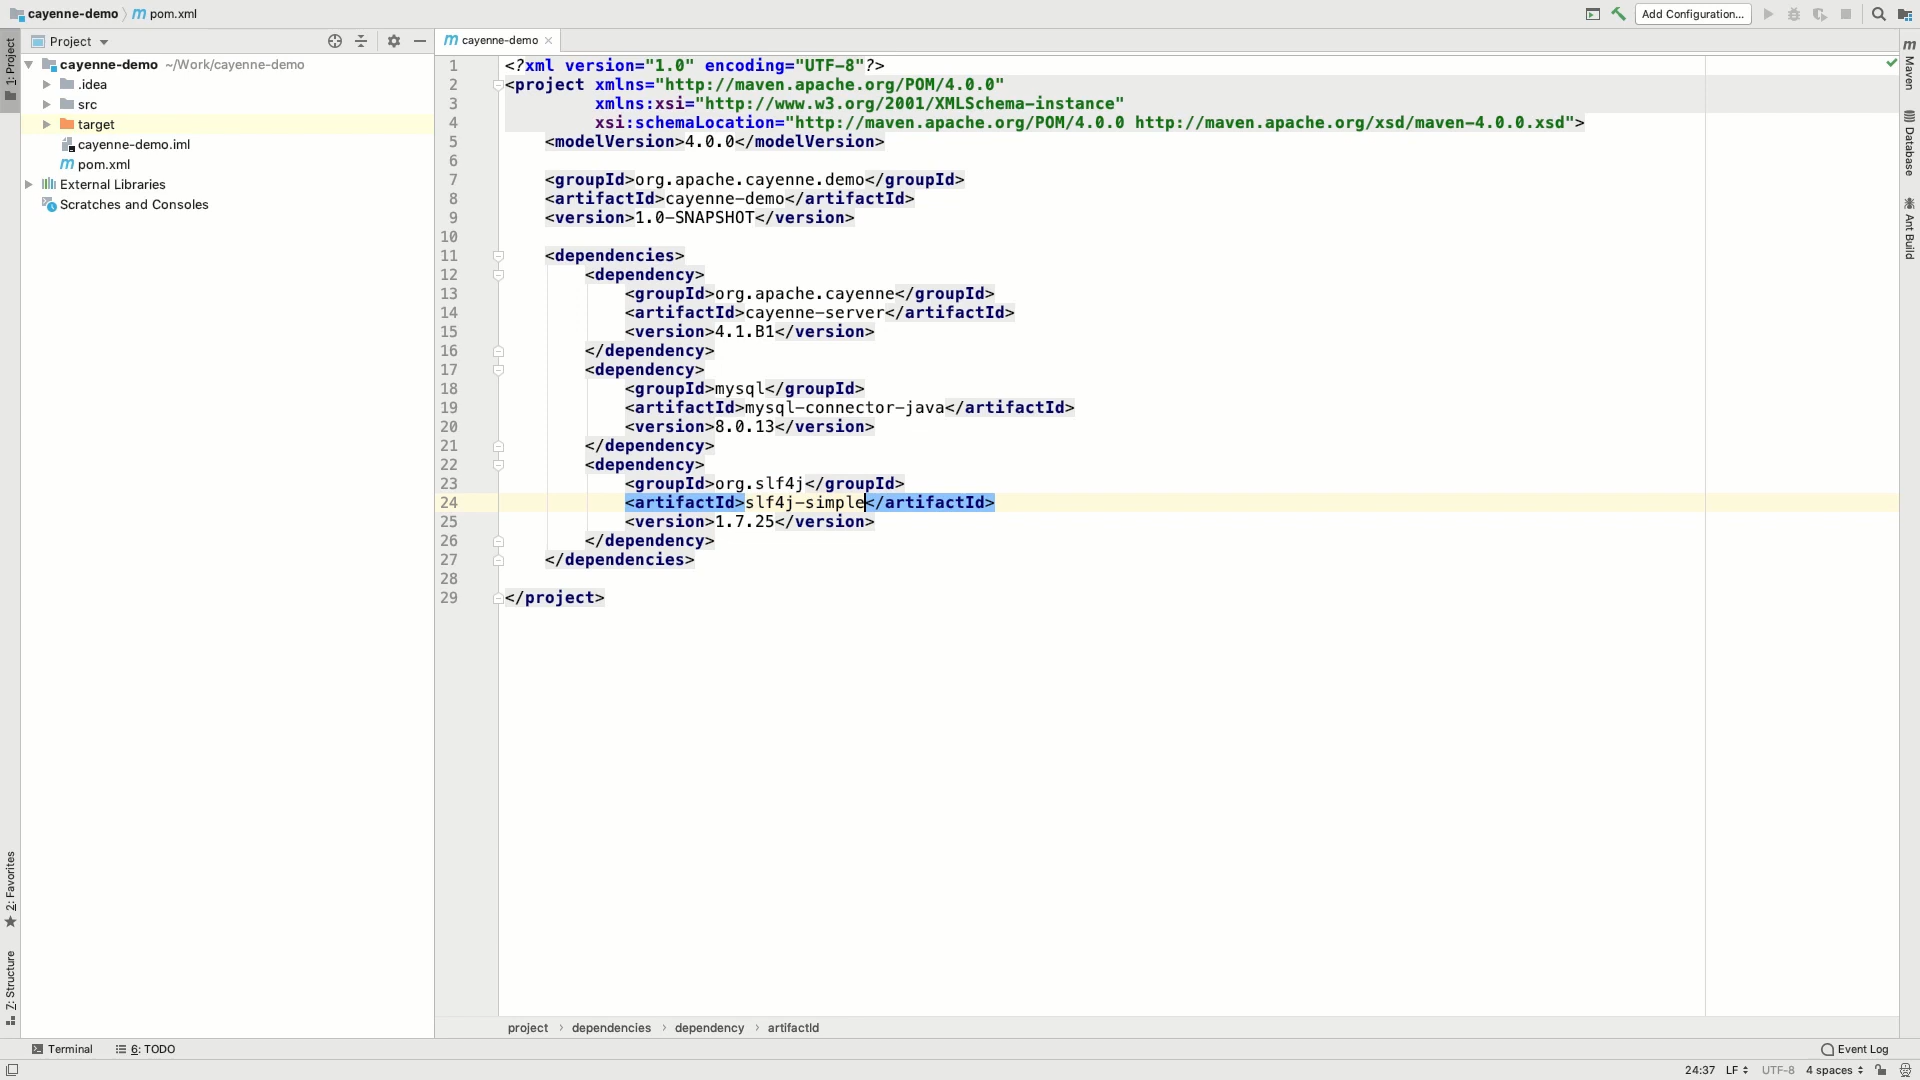 cayenne-demo pom.xml
Add Configuration...
1: Project
Project
cayenne-demo ~/Work/cayenne-demo
.idea
src
target
cayenne-demo.iml
pom.xml
External Libraries
Scratches and Consoles
2: Favorites
7: Structure
cayenne-demo
1 <?xml version="1.0" encoding="UTF-8"?>
2 <project xmlns="http://maven.apache.org/POM/4.0.0"
3 xmlns:xsi="http://www.w3.org/2001/XMLSchema-instance"
4 xsi:schemaLocation="http://maven.apache.org/POM/4.0.0 http://maven.apache.org/xsd/maven-4.0.0.xsd">
5 <modelVersion>4.0.0</modelVersion>
6
7 <groupId>org.apache.cayenne.demo</groupId>
8 <artifactId>cayenne-demo</artifactId>
9 <version>1.0-SNAPSHOT</version>
10
11 <dependencies>
12 <dependency>
13 <groupId>org.apache.cayenne</groupId>
14 <artifactId>cayenne-server</artifactId>
15 <version>4.1.B1</version>
16 </dependency>
17 <dependency>
18 <groupId>mysql</groupId>
19 <artifactId>mysql-connector-java</artifactId>
20 <version>8.0.13</version>
21 </dependency>
22 <dependency>
23 <groupId>org.slf4j</groupId>
24 <artifactId>slf4j-simple</artifactId>
25 <version>1.7.25</version>
26 </dependency>
27 </dependencies>
28
29 </project>
Maven
Database
Ant Build
project › dependencies › dependency › artifactId
Terminal 6: TODO Event Log
24:37 LF UTF-8 4 spaces